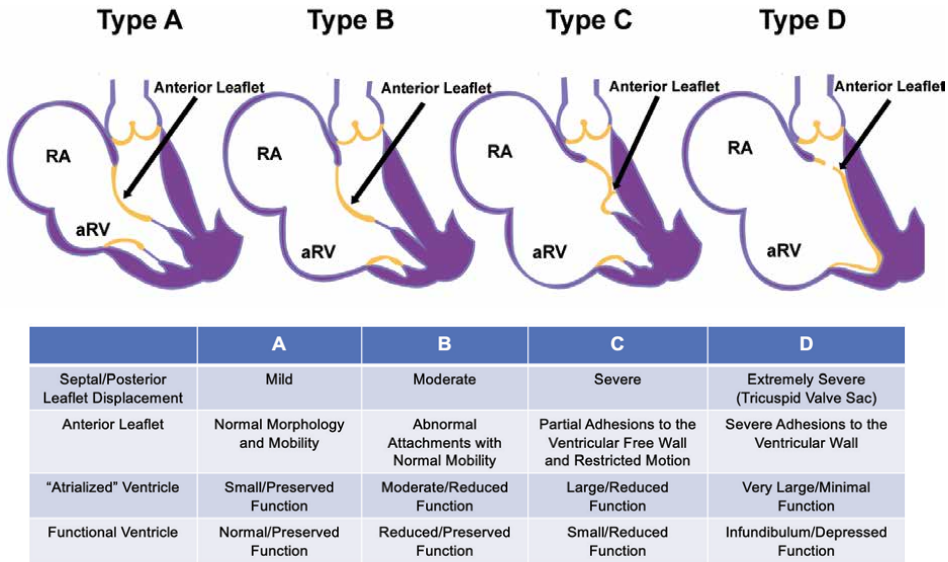 Type A
Type B
Type C
Type D
Anterior Leaflet
Anterior Leaflet
Anterior Leaflet
Anterior Leaflet
RA
RA
RA
RA
aRV
aRV
aRV
aRV
A
B
C
D
Septal/Posterior
Leaflet Displacement
Mild
Moderate
Severe
Extremely Severe
(Tricuspid Valve Sac)
Anterior Leaflet
Normal Morphology
and Mobility
Abnormal
Attachments with
Normal Mobility
Partial Adhesions to the
Ventricular Free Wall
and Restricted Motion
Severe Adhesions to the
Ventricular Wall
“Atrialized” Ventricle
Small/Preserved
Function
Moderate/Reduced
Function
Large/Reduced
Function
Very Large/Minimal
Function
Functional Ventricle
Normal/Preserved
Function
Reduced/Preserved
Function
Small/Reduced
Function
Infundibulum/Depressed
Function